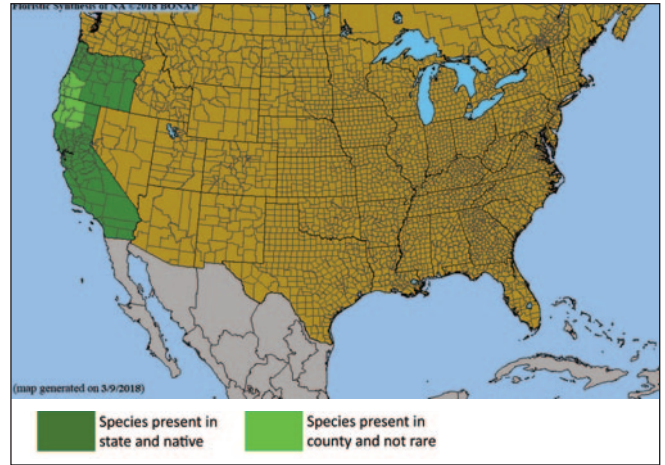 Floristic Synthesis of NA ©2018 BONAP
(map generated on 3/9/2018)
Species present in
state and native
Species present in
county and not rare